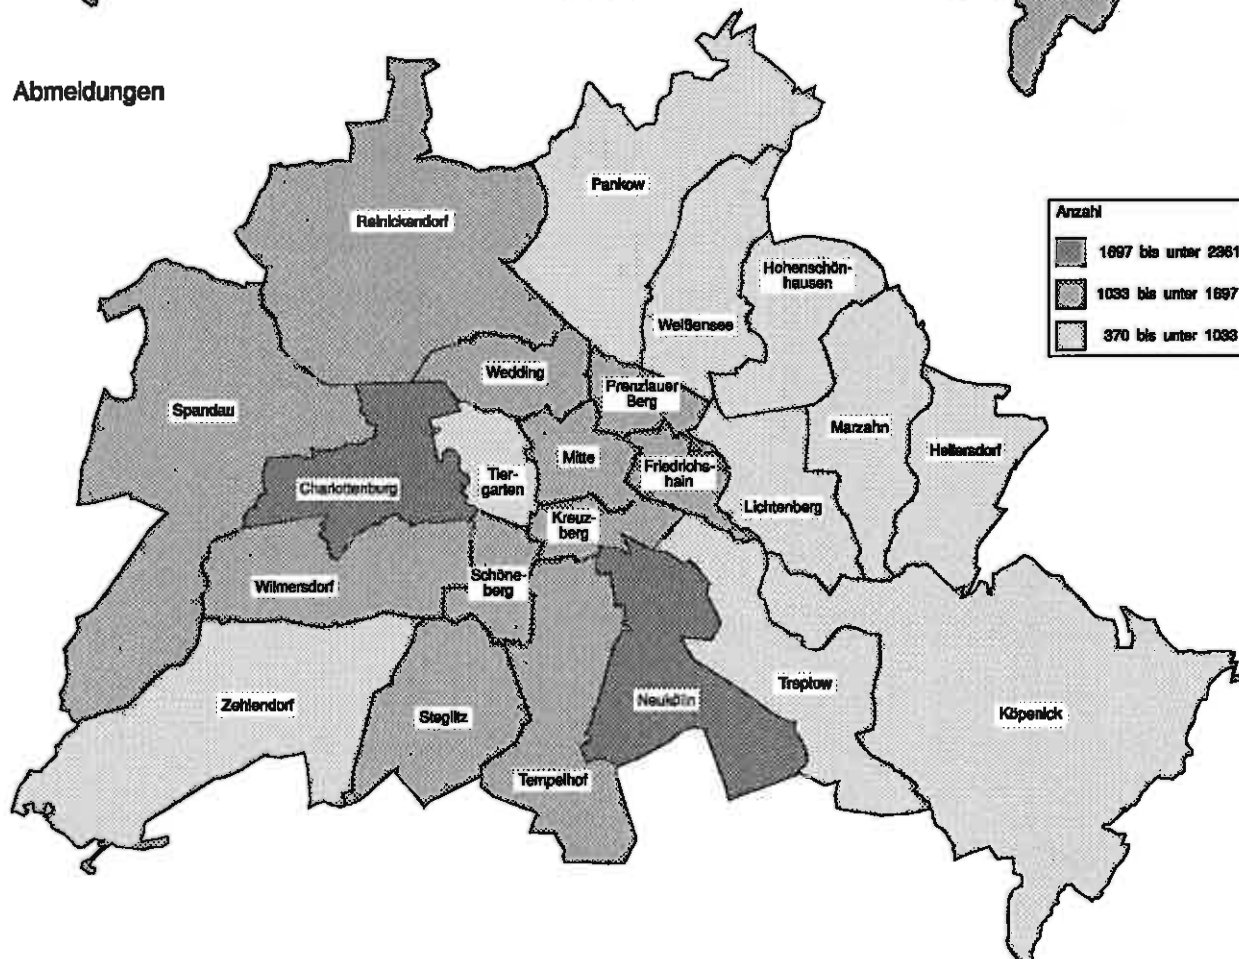 Abmeldungen
Pankow
Reinickendorf
Anzahl
1697 bis unter 2361
1033 bis unter 1697
370 bis unter 1033
Hohenschön-
hausen
Weißensee
Wedding
Prenzlauer
Berg
Spandau
Marzahn
Hellersdorf
Mitte
Friedrichs-
hain
Tier-
garten
Charlottenburg
Lichtenberg
Kreuz-
berg
Schöne-
berg
Wilmersdorf
Treptow
Neukölln
Zehlendorf
Steglitz
Köpenick
Tempelhof